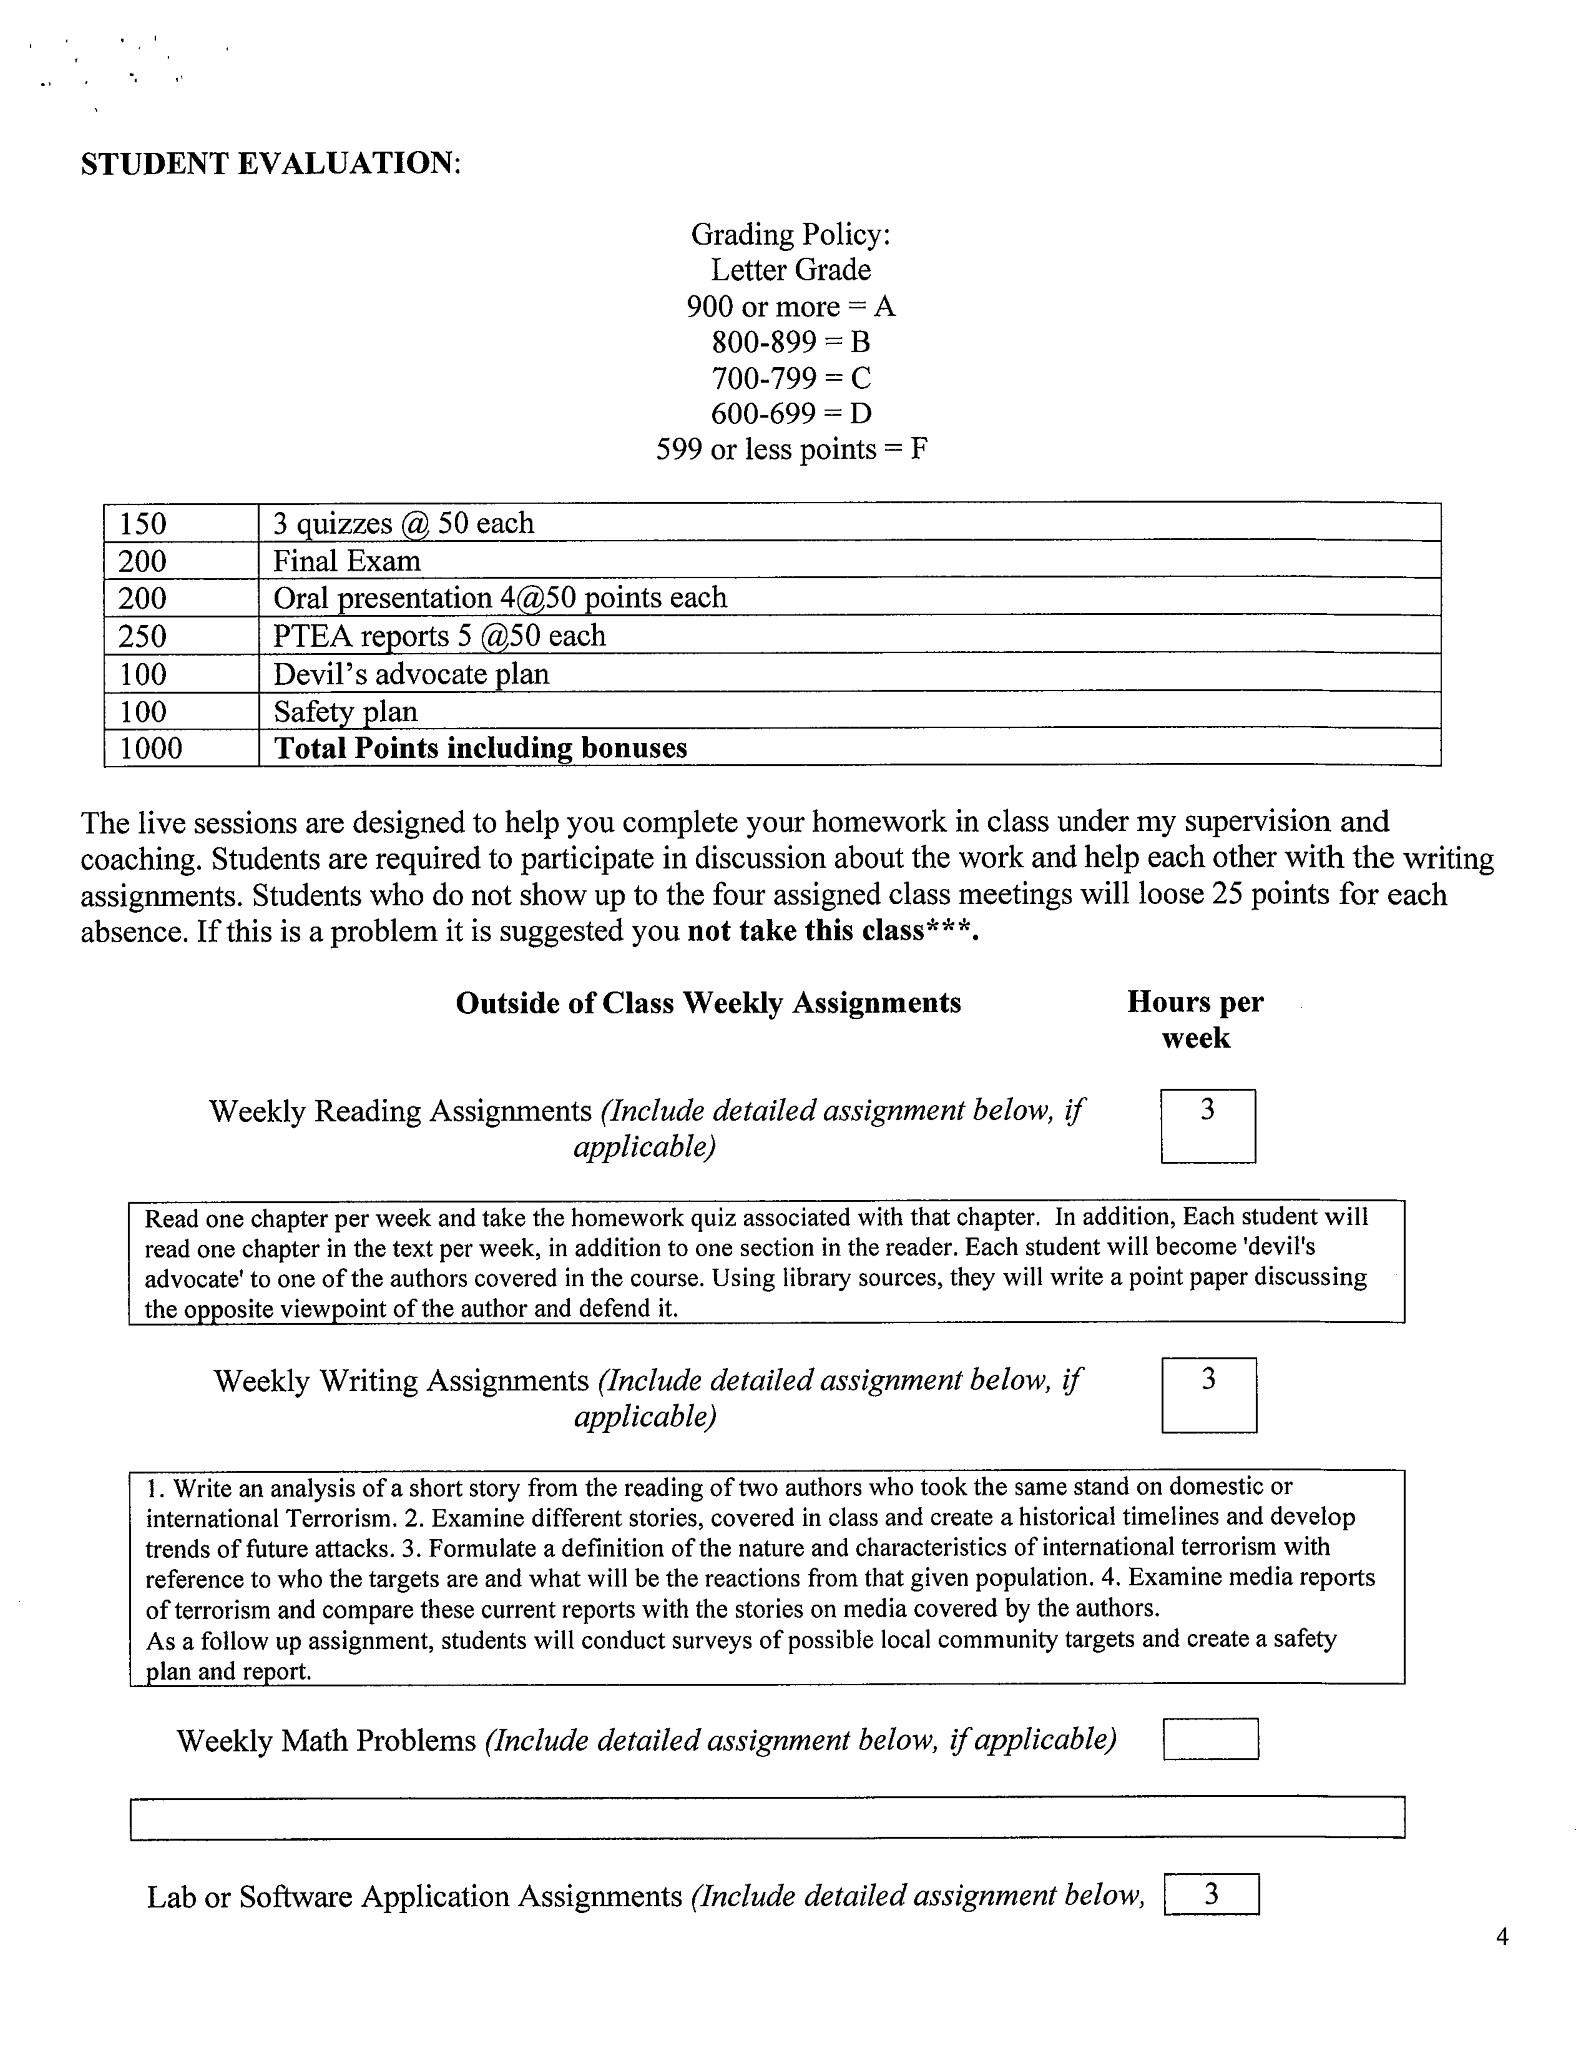 STUDENT EVALUATION:
Grading Policy:
Letter Grade
900 or more = A
800-899 = B
700-799 = C
600-699 = D
599 or less points = F
150 3 quizzes @ 50 each
200 Final Exam
200 Oral presentation 4@50 points each
250 PTEA reports 5 @50 each
100 Devil's advocate plan
100 Safety plan
1000 Total Points including bonuses
The live sessions are designed to help you complete your homework in class under my supervision and
coaching. Students are required to participate in discussion about the work and help each other with the writing
assignments. Students who do not show up to the four assigned class meetings will loose 25 points for each
absence. If this is a problem it is suggested you not take this class***.
Outside of Class Weekly Assignments Hours per
week
Weekly Reading Assignments (Include detailed assignment below, if 3
applicable)
Read one chapter per week and take the homework quiz associated with that chapter. In addition, Each student will
read one chapter in the text per week, in addition to one section in the reader. Each student will become 'devil's
advocate' to one of the authors covered in the course. Using library sources, they will write a point paper discussing
the opposite viewpoint of the author and defend it.
Weekly Writing Assignments (Include detailed assignment below, if 3
applicable)
1. Write an analysis of a short story from the reading of two authors who took the same stand on domestic or
international Terrorism. 2. Examine different stories, covered in class and create a historical timelines and develop
trends of future attacks. 3. Formulate a definition of the nature and characteristics of international terrorism with
reference to who the targets are and what will be the reactions from that given population. 4. Examine media reports
of terrorism and compare these current reports with the stories on media covered by the authors.
As a follow up assignment, students will conduct surveys of possible local community targets and create a safety
plan and report.
Weekly Math Problems (Include detailed assignment below, if applicable)
Lab or Software Application Assignments (Include detailed assignment below, 3
4